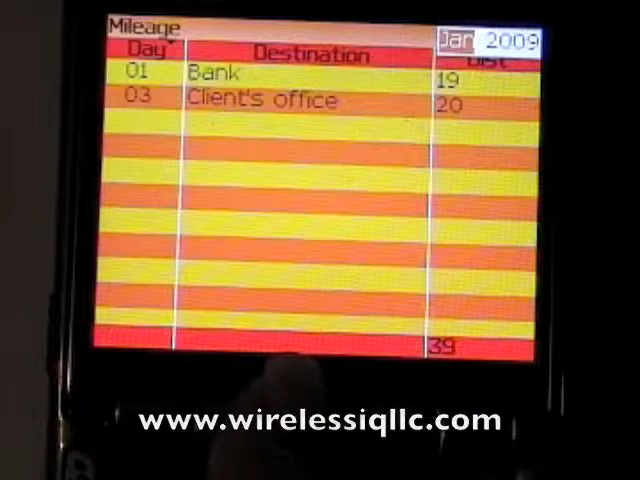 Mileage Jan 2009
Day Destination Dist
01 Bank 19
03 Client's office 20
39
www.wirelessiqllc.com